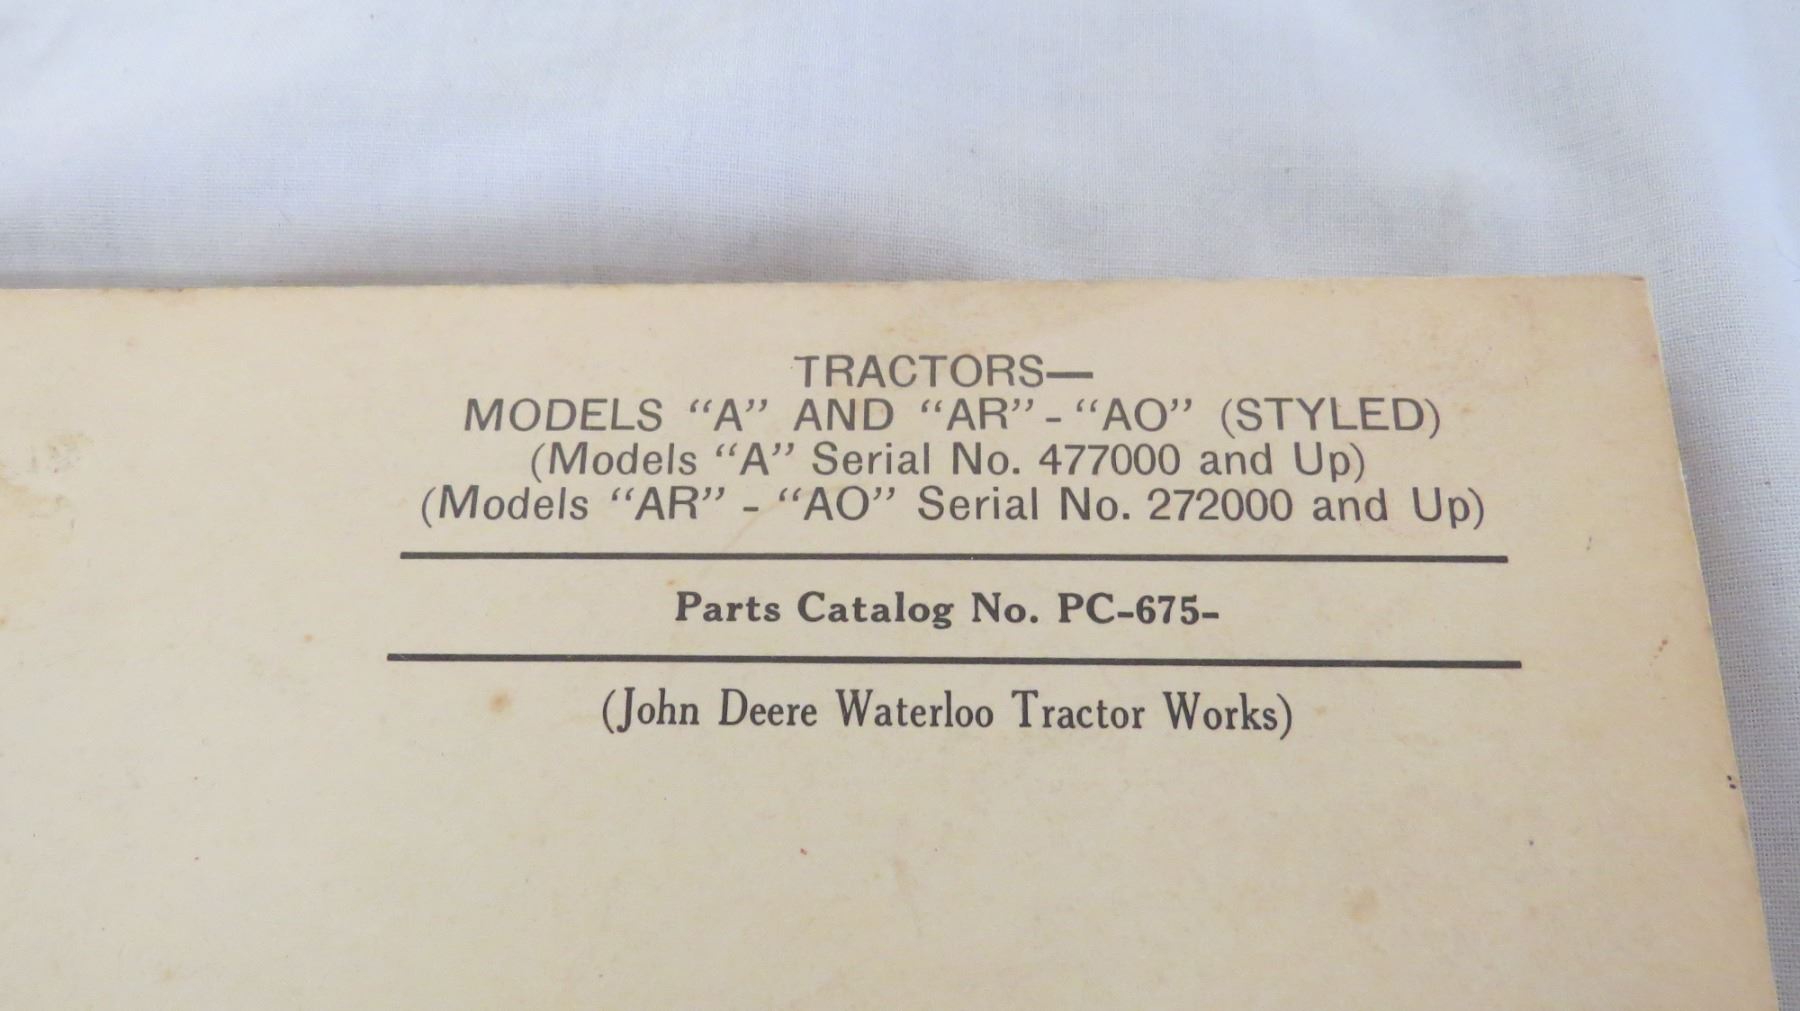 TRACTORS—
MODELS “A” AND “AR” - “AO” (STYLED)
(Models “A” Serial No. 477000 and Up)
(Models “AR” - “AO” Serial No. 272000 and Up)
Parts Catalog No. PC-675-
(John Deere Waterloo Tractor Works)